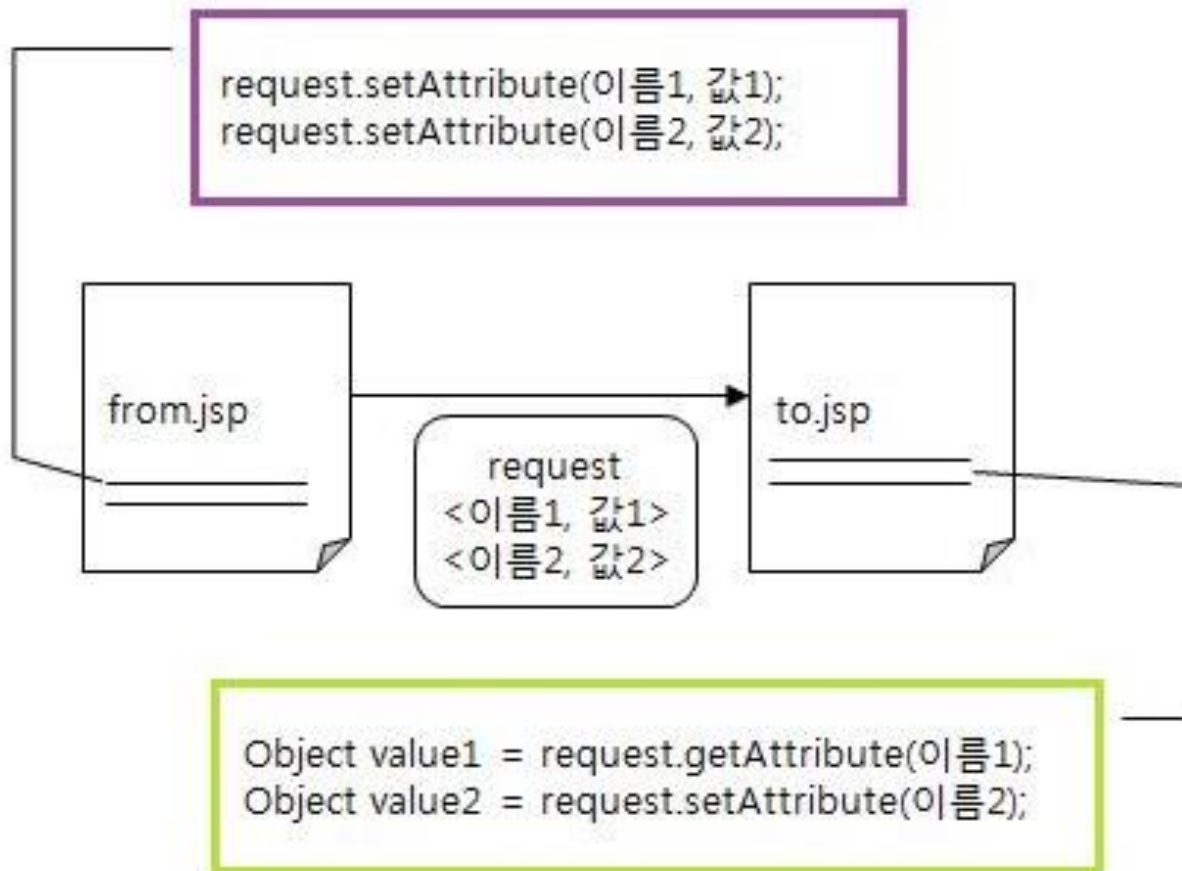 request.setAttribute(이름1, 값1);
request.setAttribute(이름2, 값2);
from.jsp
to.jsp
request
<이름1, 값1>
<이름2, 값2>
Object value1 = request.getAttribute(이름1);
Object value2 = request.setAttribute(이름2);